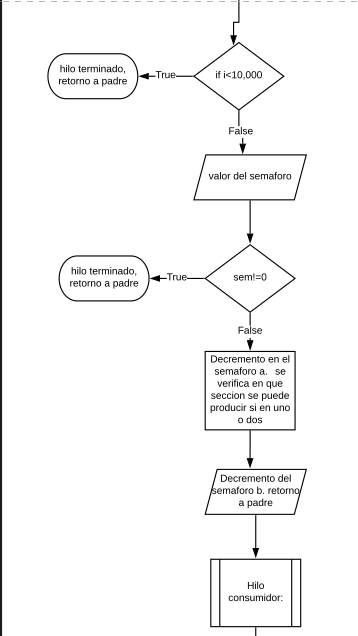 if i<10,000
True
hilo terminado,
retorno a padre
False
valor del semaforo
sem!=0
True
hilo terminado,
retorno a padre
False
Decremento en el
semaforo a. se
verifica en que
seccion se puede
producir si en uno
o dos
Decremento del
semaforo b. retorno
a padre
Hilo
consumidor: